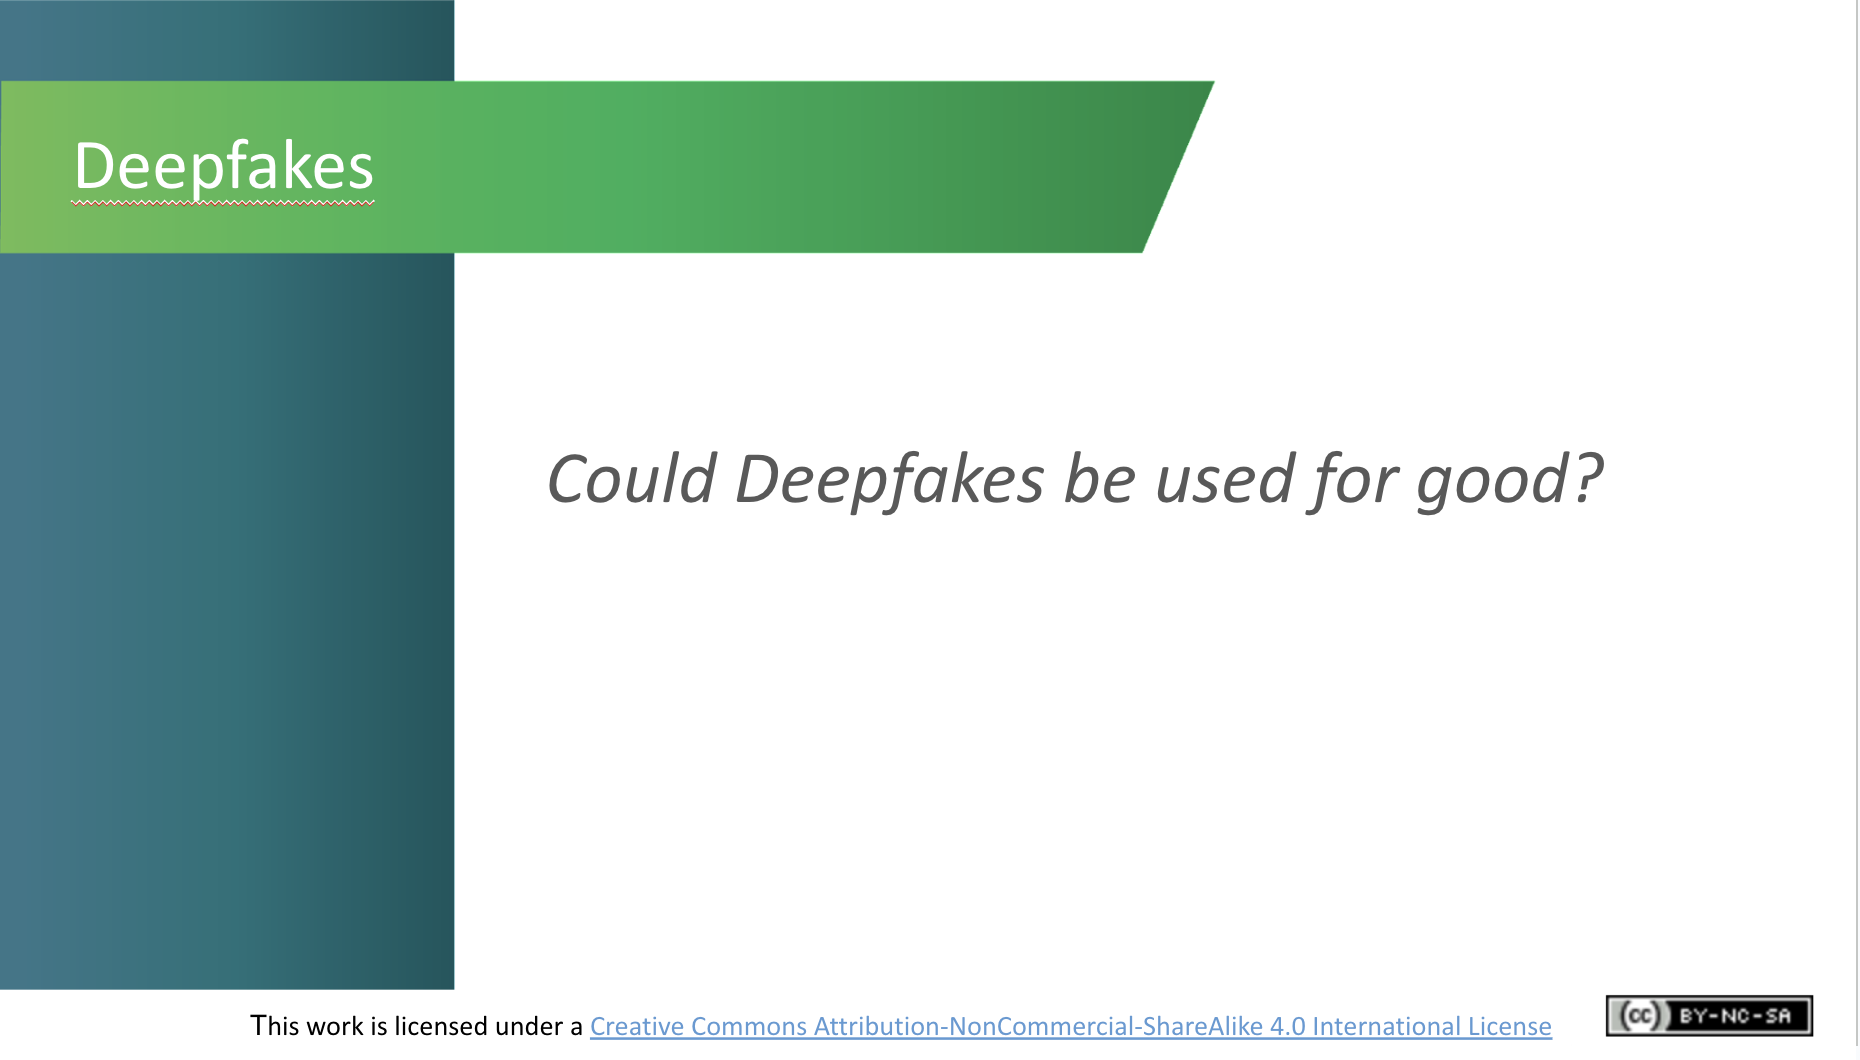 Deepfakes
Could Deepfakes be used for good?
This work is licensed under a Creative Commons Attribution-NonCommercial-ShareAlike 4.0 International License
cc BY-NC-SA